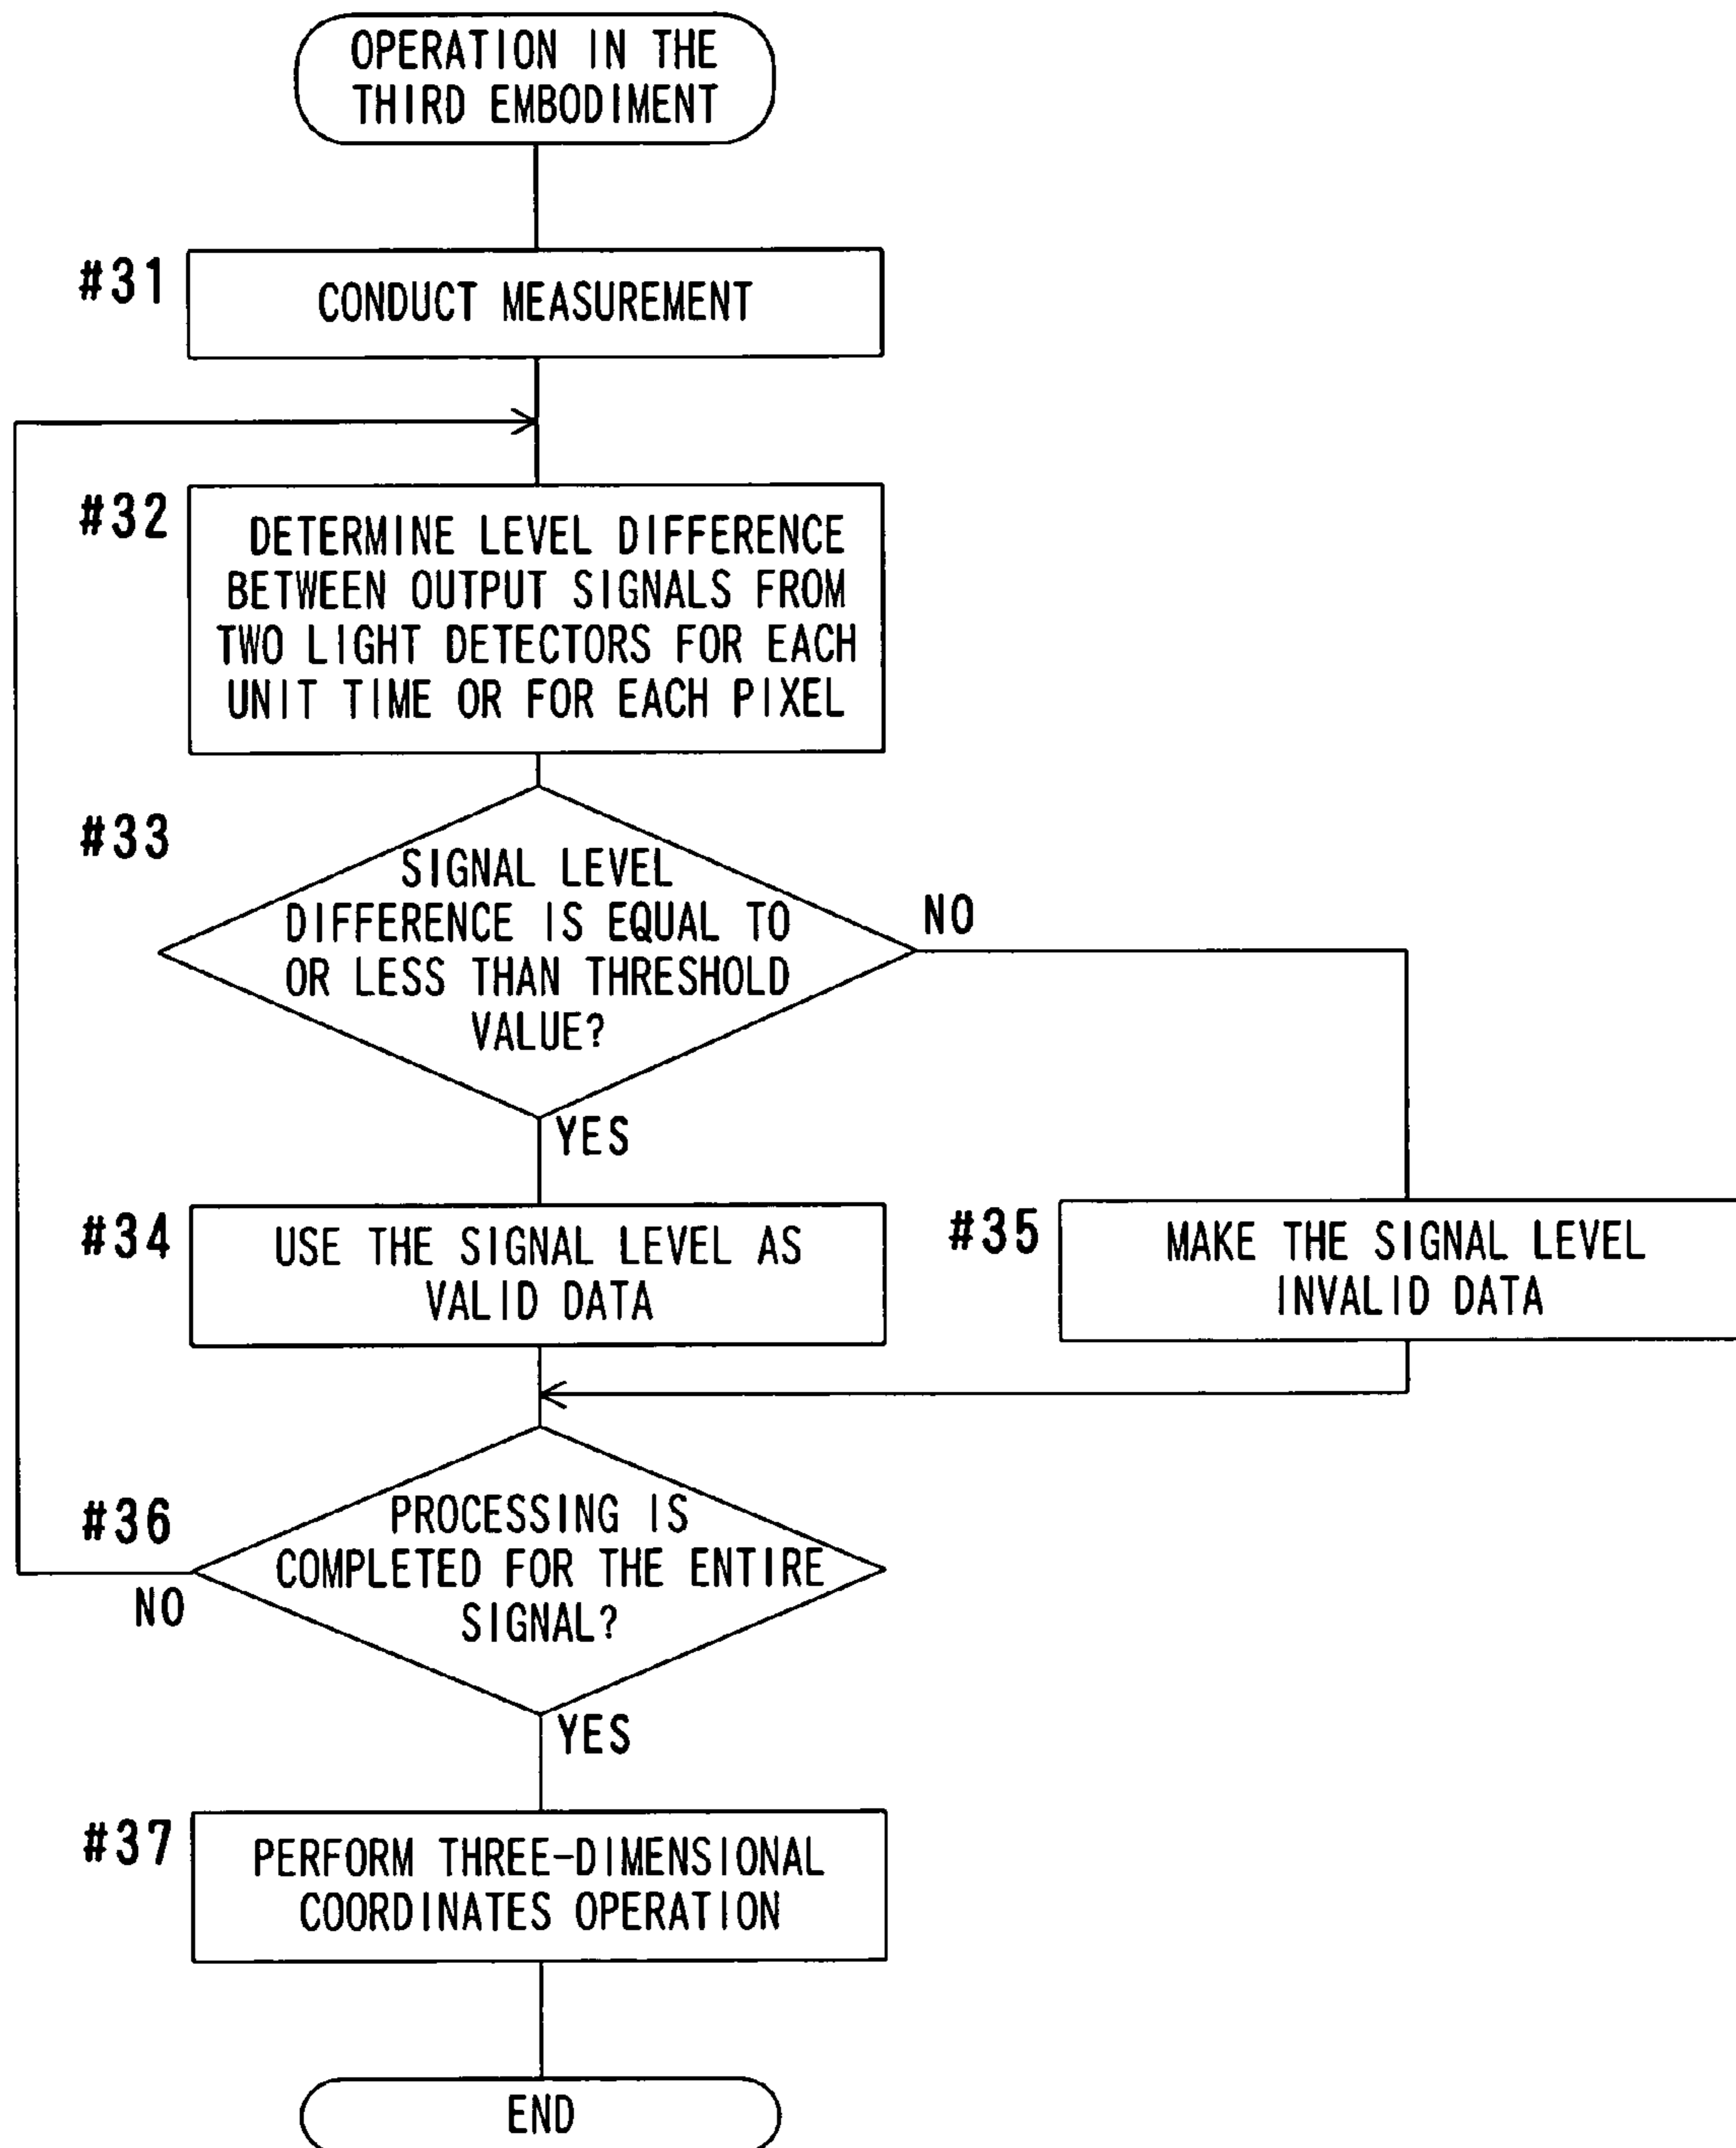 OPERATION IN THE
THIRD EMBODIMENT
#31
CONDUCT MEASUREMENT
#32
DETERMINE LEVEL DIFFERENCE
BETWEEN OUTPUT SIGNALS FROM
TWO LIGHT DETECTORS FOR EACH
UNIT TIME OR FOR EACH PIXEL
#33
SIGNAL LEVEL
DIFFERENCE IS EQUAL TO
OR LESS THAN THRESHOLD
VALUE?
NO
YES
#34
USE THE SIGNAL LEVEL AS
VALID DATA
#35
MAKE THE SIGNAL LEVEL
INVALID DATA
#36
PROCESSING IS
COMPLETED FOR THE ENTIRE
SIGNAL?
NO
YES
#37
PERFORM THREE-DIMENSIONAL
COORDINATES OPERATION
END